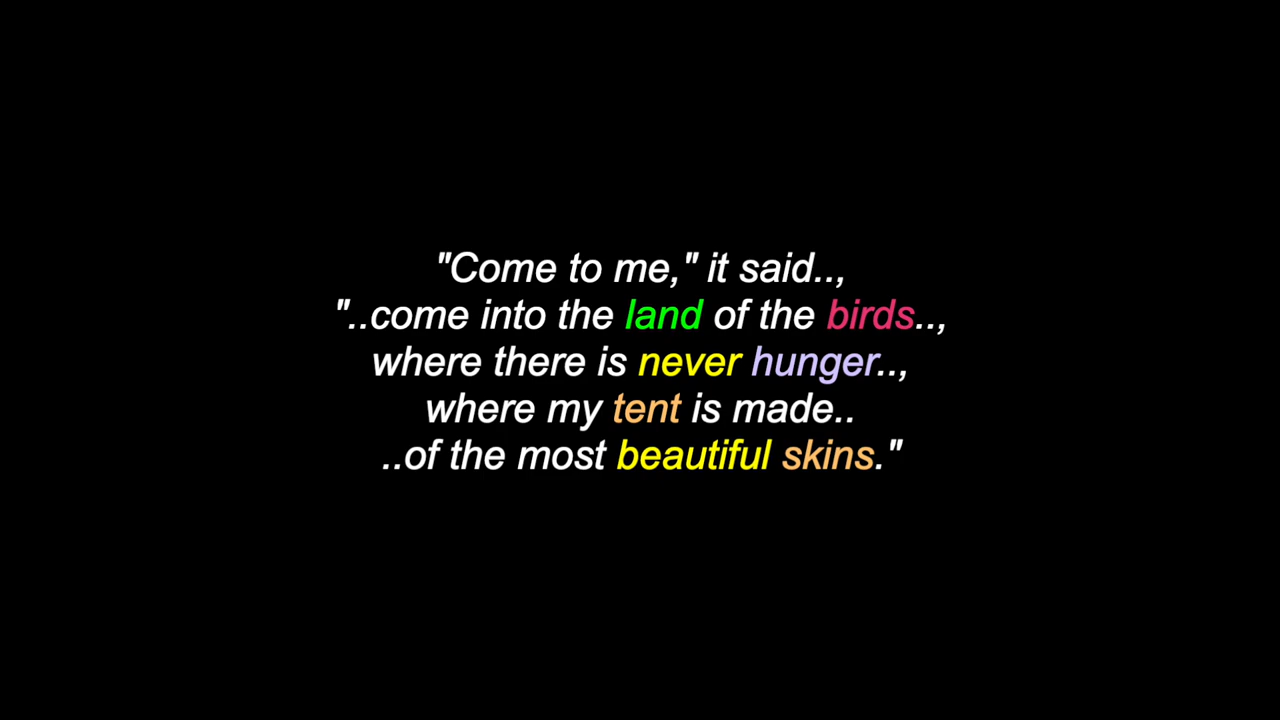 "Come to me," it said..,
"..come into the land of the birds..,
where there is never hunger..,
where my tent is made..
..of the most beautiful skins."